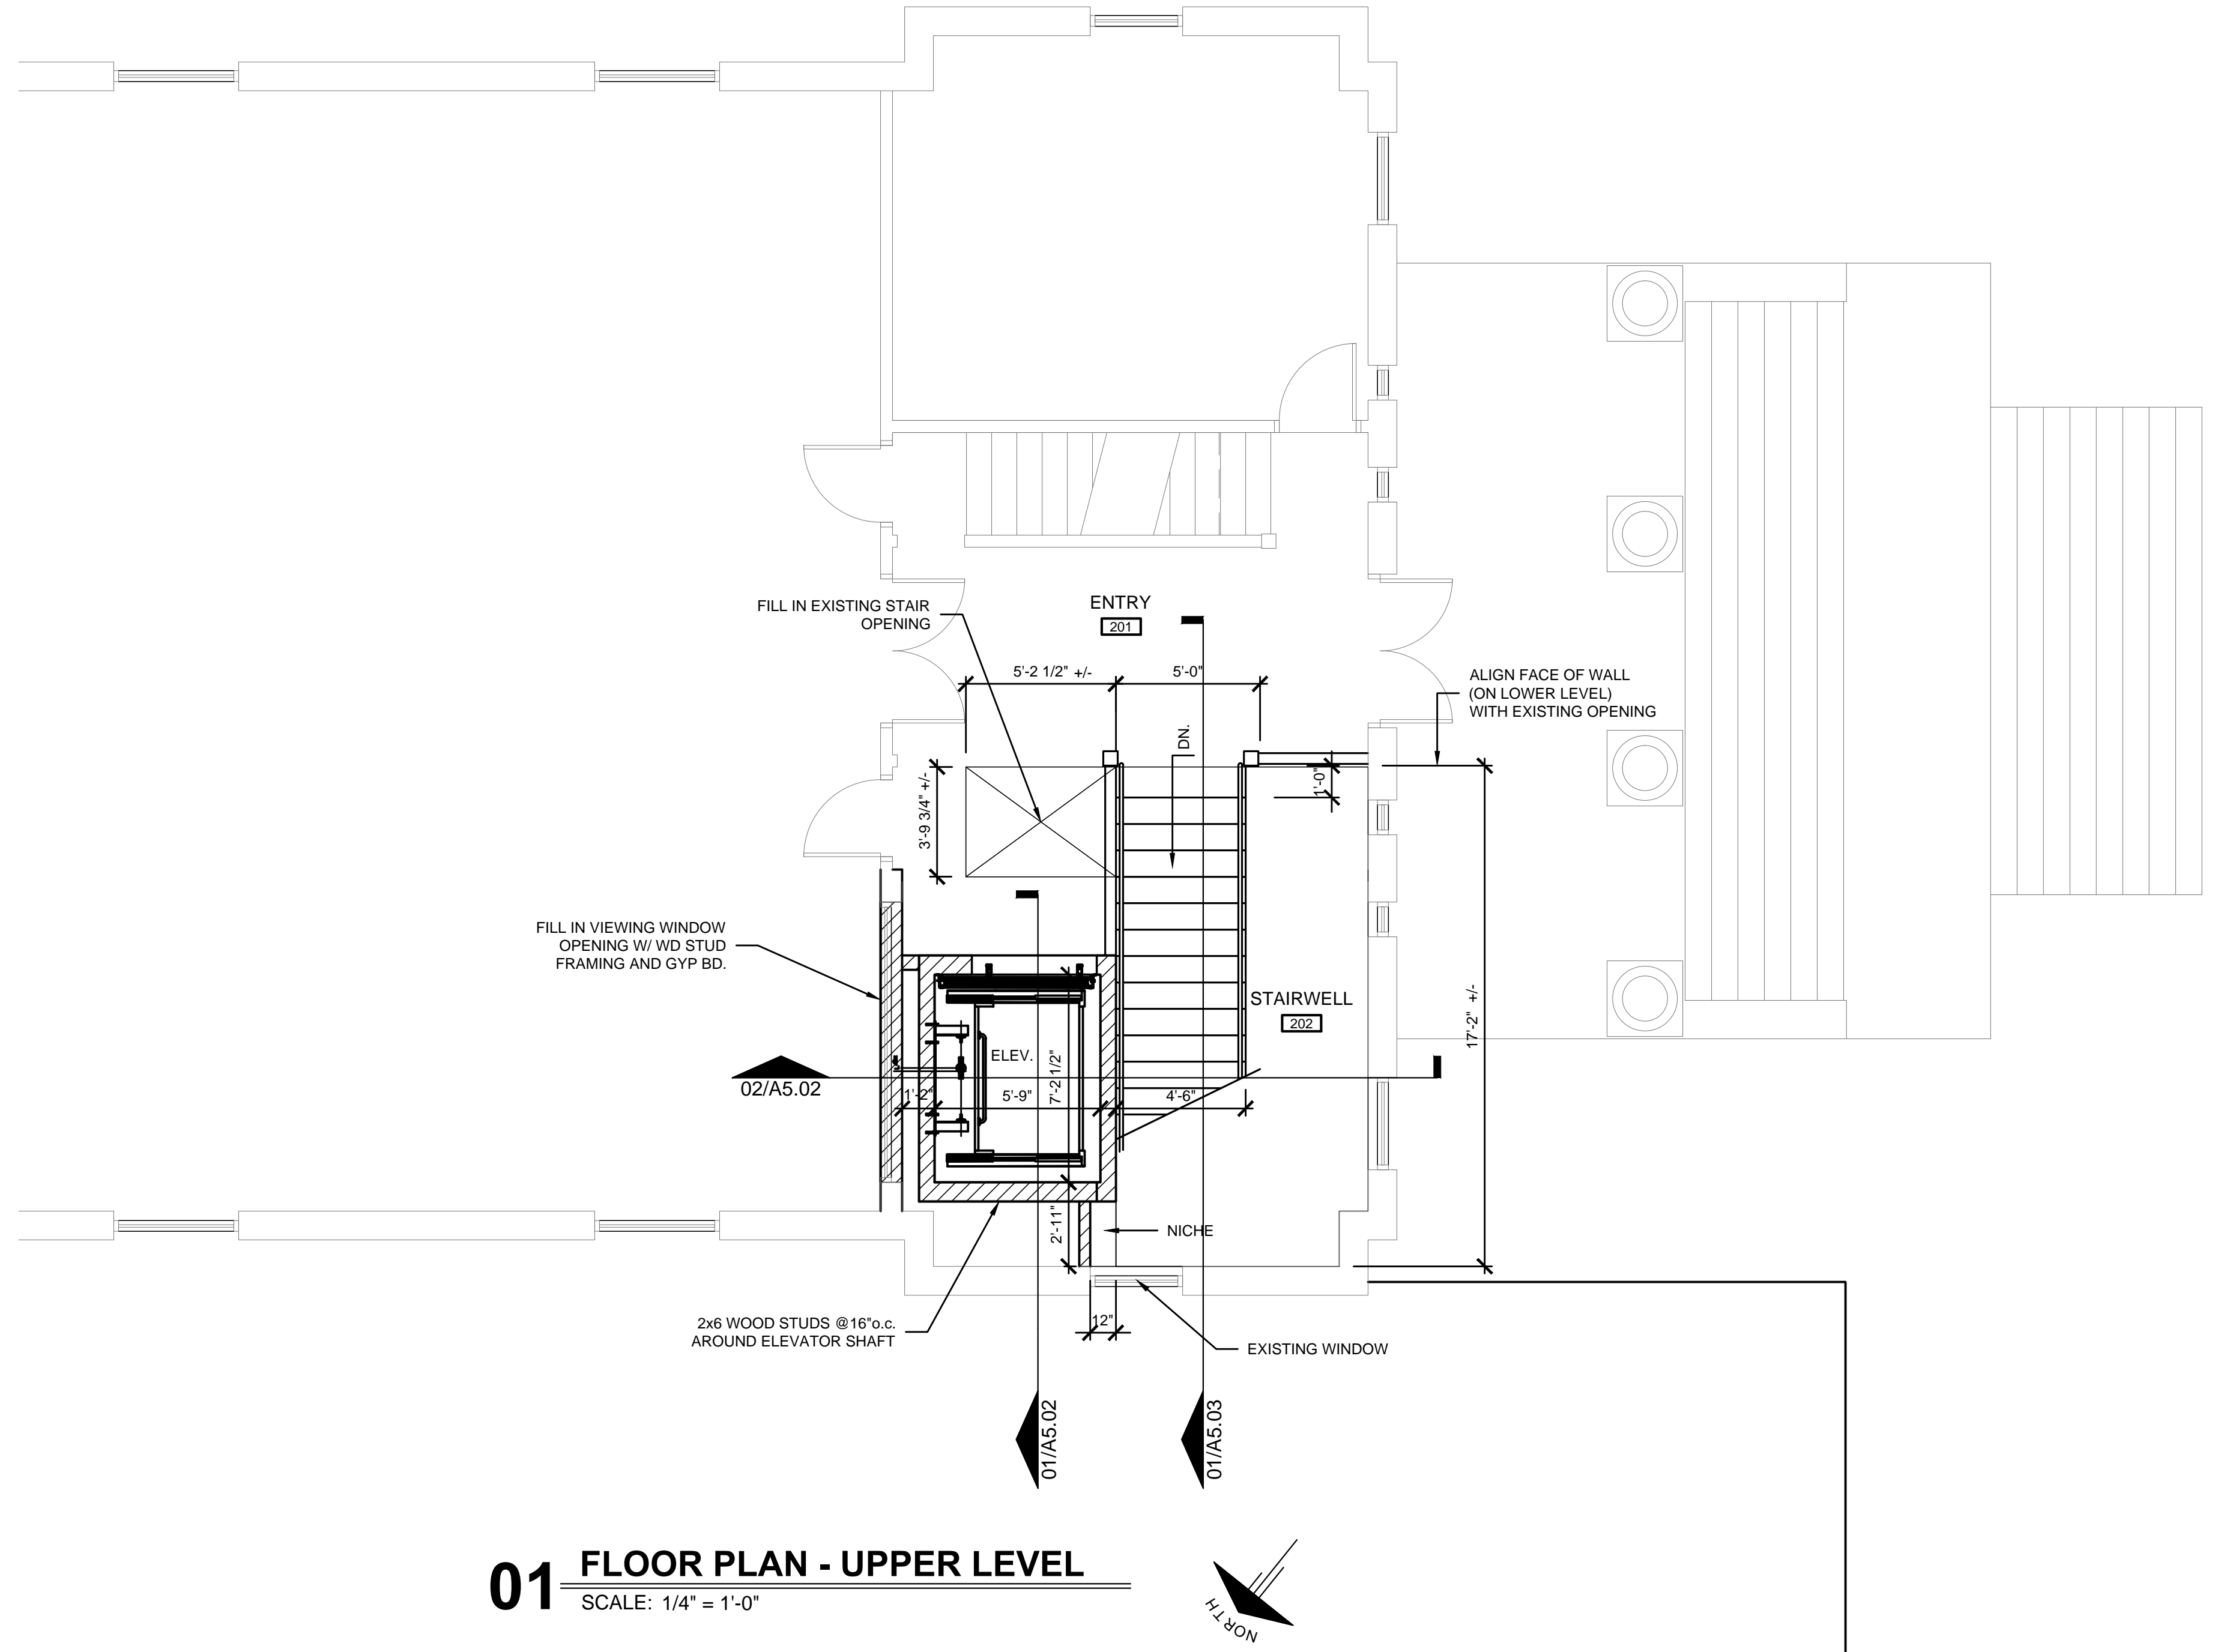 FILL IN EXISTING STAIR
OPENING
ENTRY
201
5'-2 1/2" +/-
5'-0"
ALIGN FACE OF WALL
(ON LOWER LEVEL)
WITH EXISTING OPENING
DN.
3'-9 3/4" +/-
1'-0"
FILL IN VIEWING WINDOW
OPENING W/ WD STUD
FRAMING AND GYP BD.
STAIRWELL
202
17'-2" +/-
ELEV.
7'-2 1/2"
02/A5.02
1'-2"
5'-9"
4'-6"
2'-11"
NICHE
2x6 WOOD STUDS @16"o.c.
AROUND ELEVATOR SHAFT
12"
EXISTING WINDOW
01/A5.02
01/A5.03
01 FLOOR PLAN - UPPER LEVEL
SCALE: 1/4" = 1'-0"
NORTH